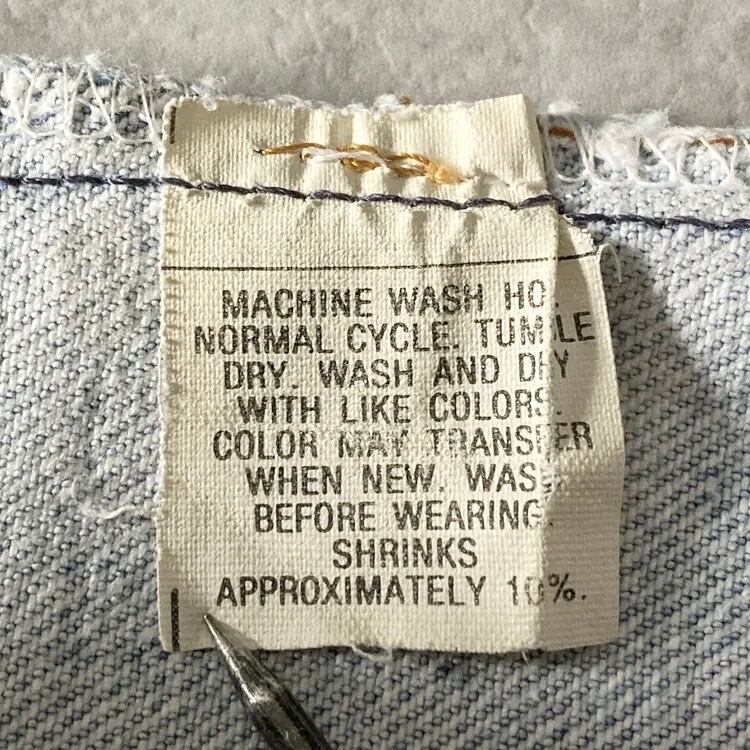 MACHINE WASH HOT.
NORMAL CYCLE. TUMBLE
DRY. WASH AND DRY
WITH LIKE COLORS.
COLOR MAY TRANSFER
WHEN NEW. WASH
BEFORE WEARING.
SHRINKS
APPROXIMATELY 10%.